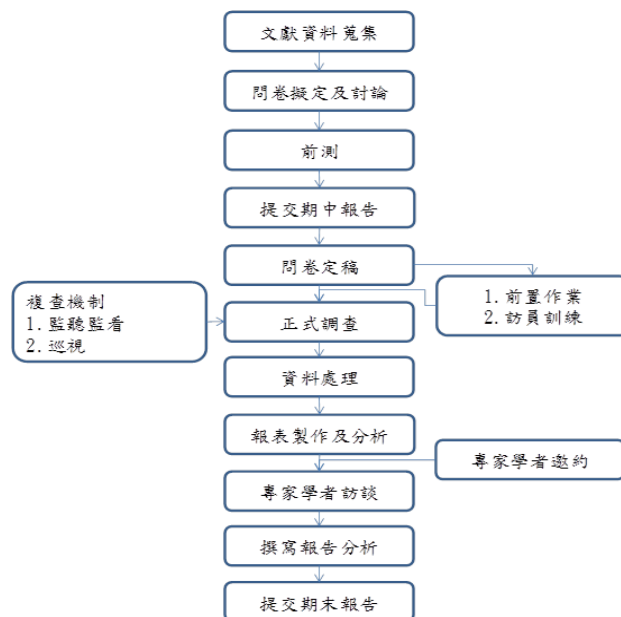 文獻資料蒐集
問卷擬定及討論
前測
提交期中報告
問卷定稿
1. 前置作業
2. 訪員訓練
複查機制
1. 監聽監看
2. 巡視
正式調查
資料處理
報表製作及分析
專家學者邀約
專家學者訪談
撰寫報告分析
提交期末報告